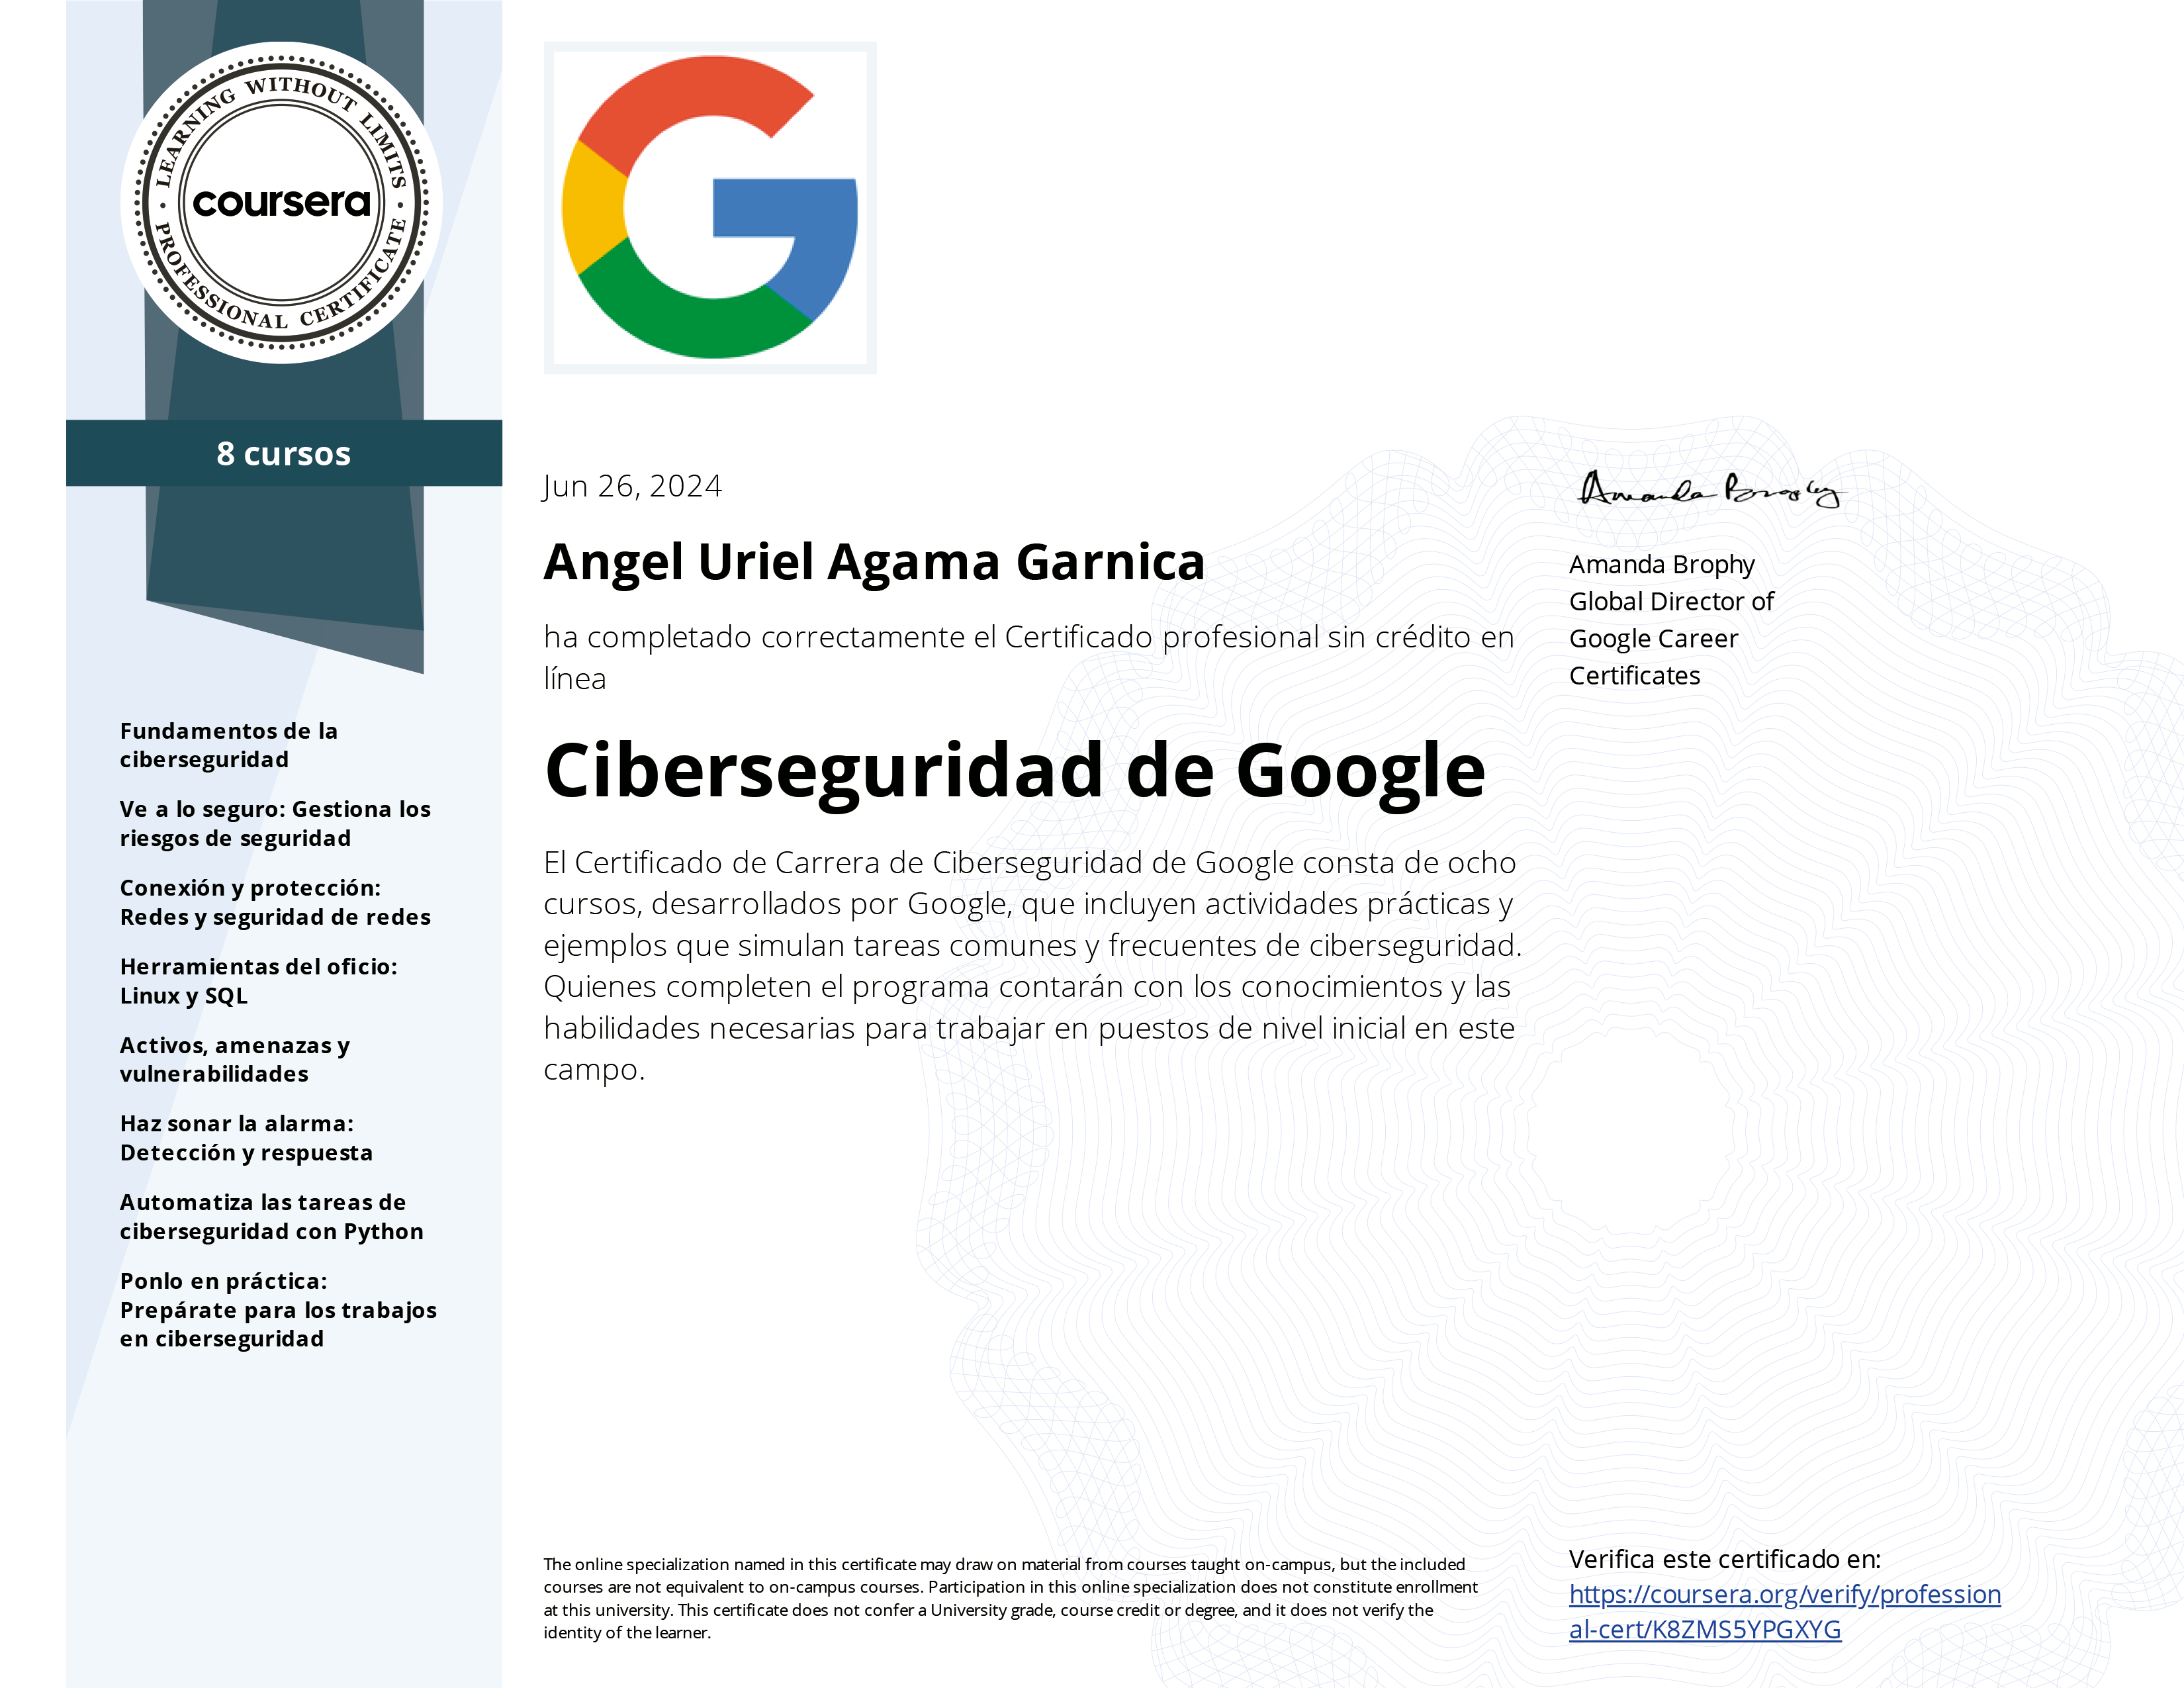 LEARNING WITHOUT LIMITS
coursera
PROFESSIONAL CERTIFICATE
8 cursos
Fundamentos de la
ciberseguridad
Ve a lo seguro: Gestiona los
riesgos de seguridad
Conexión y protección:
Redes y seguridad de redes
Herramientas del oficio:
Linux y SQL
Activos, amenazas y
vulnerabilidades
Haz sonar la alarma:
Detección y respuesta
Automatiza las tareas de
ciberseguridad con Python
Ponlo en práctica:
Prepárate para los trabajos
en ciberseguridad
Jun 26, 2024
Angel Uriel Agama Garnica
ha completado correctamente el Certificado profesional sin crédito en
línea
Ciberseguridad de Google
El Certificado de Carrera de Ciberseguridad de Google consta de ocho
cursos, desarrollados por Google, que incluyen actividades prácticas y
ejemplos que simulan tareas comunes y frecuentes de ciberseguridad.
Quienes completen el programa contarán con los conocimientos y las
habilidades necesarias para trabajar en puestos de nivel inicial en este
campo.
Amanda Brophy
Amanda Brophy
Global Director of
Google Career
Certificates
The online specialization named in this certificate may draw on material from courses taught on-campus, but the included
courses are not equivalent to on-campus courses. Participation in this online specialization does not constitute enrollment
at this university. This certificate does not confer a University grade, course credit or degree, and it does not verify the
identity of the learner.
Verifica este certificado en:
https://coursera.org/verify/profession
al-cert/K8ZMS5YPGXYG